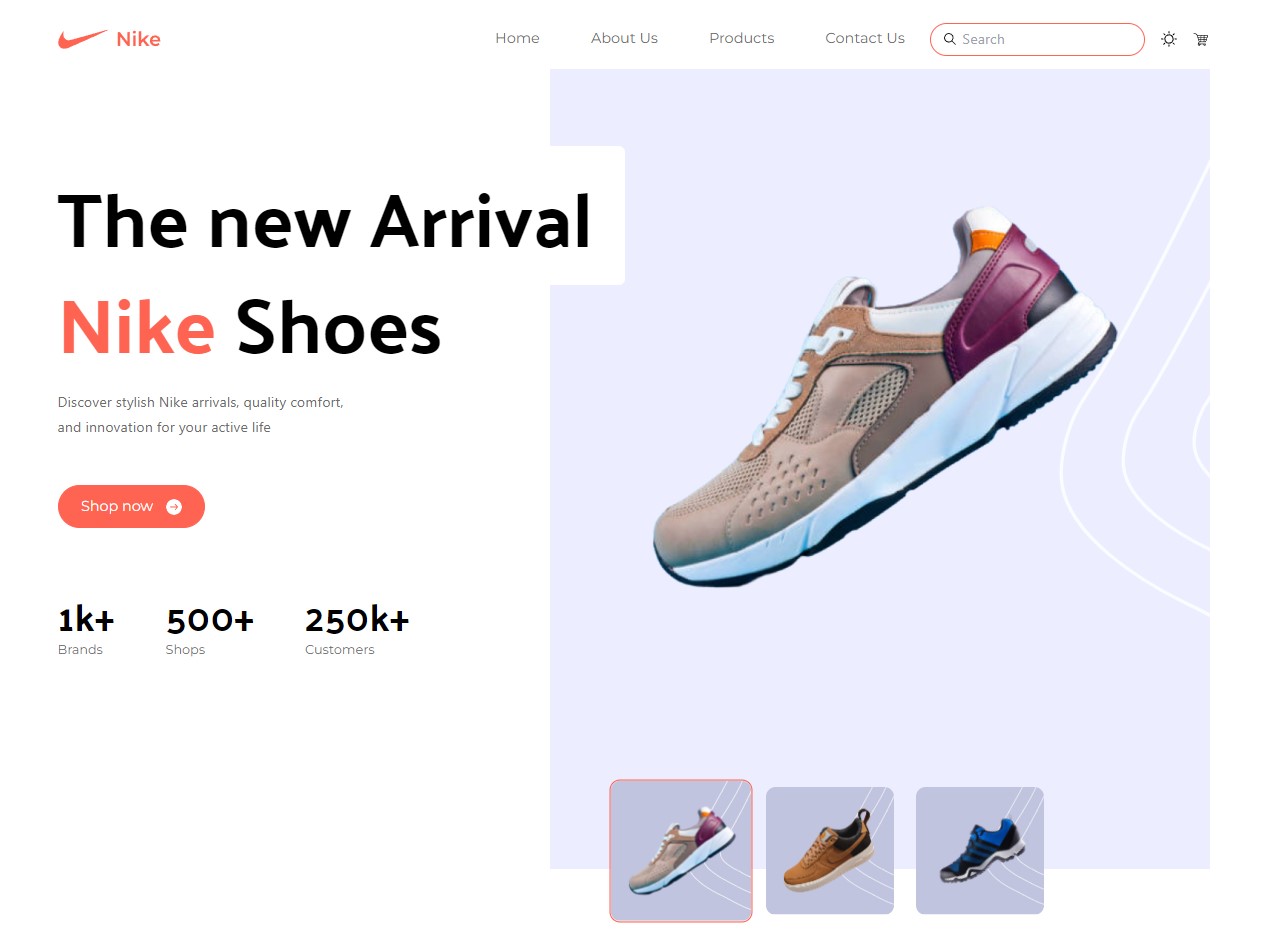 Nike
Home
About Us
Products
Contact Us
Search
The new Arrival
Nike Shoes
Discover stylish Nike arrivals, quality comfort,
and innovation for your active life
Shop now
1k+
500+
250k+
Brands
Shops
Customers